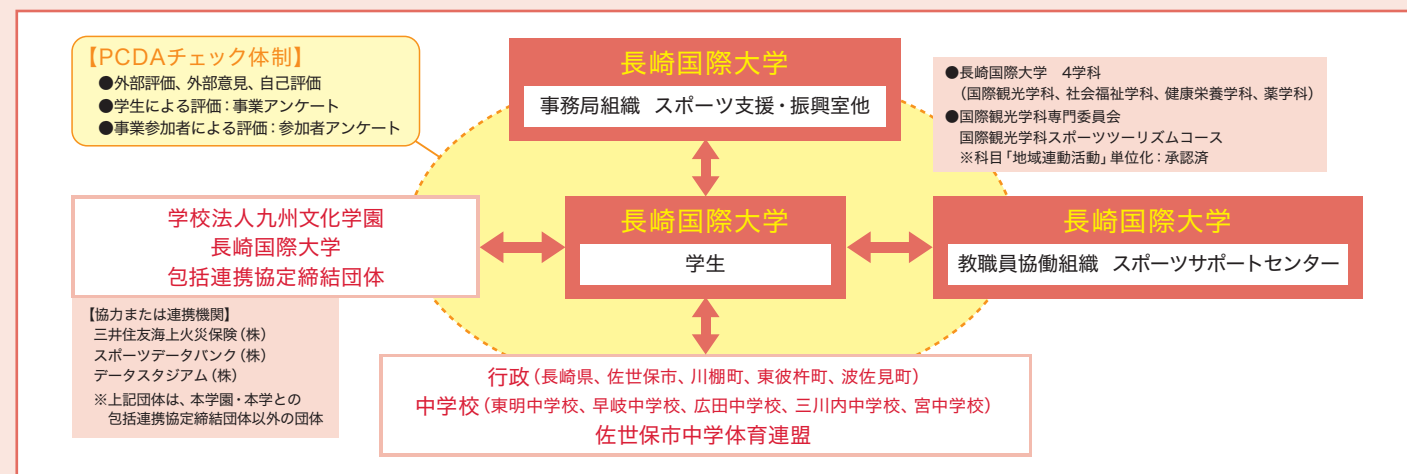 【PCDAチェック体制】
●外部評価、外部意見、自己評価
●学生による評価：事業アンケート
●事業参加者による評価：参加者アンケート
長崎国際大学
事務局組織 スポーツ支援・振興室他
●長崎国際大学　4学科
（国際観光学科、社会福祉学科、健康栄養学科、薬学科）
●国際観光学科専門委員会
国際観光学科スポーツツーリズムコース
※科目「地域連動活動」単位化：承認済
学校法人九州文化学園
長崎国際大学
包括連携協定締結団体
長崎国際大学
学生
長崎国際大学
教職員協働組織 スポーツサポートセンター
【協力または連携機関】
三井住友海上火災保険（株）
スポーツデータバンク（株）
データスタジアム（株）
※上記団体は、本学園・本学との
包括連携協定締結団体以外の団体
行政（長崎県、佐世保市、川棚町、東彼杵町、波佐見町）
中学校（東明中学校、早岐中学校、広田中学校、三川内中学校、宮中学校）
佐世保市中学体育連盟